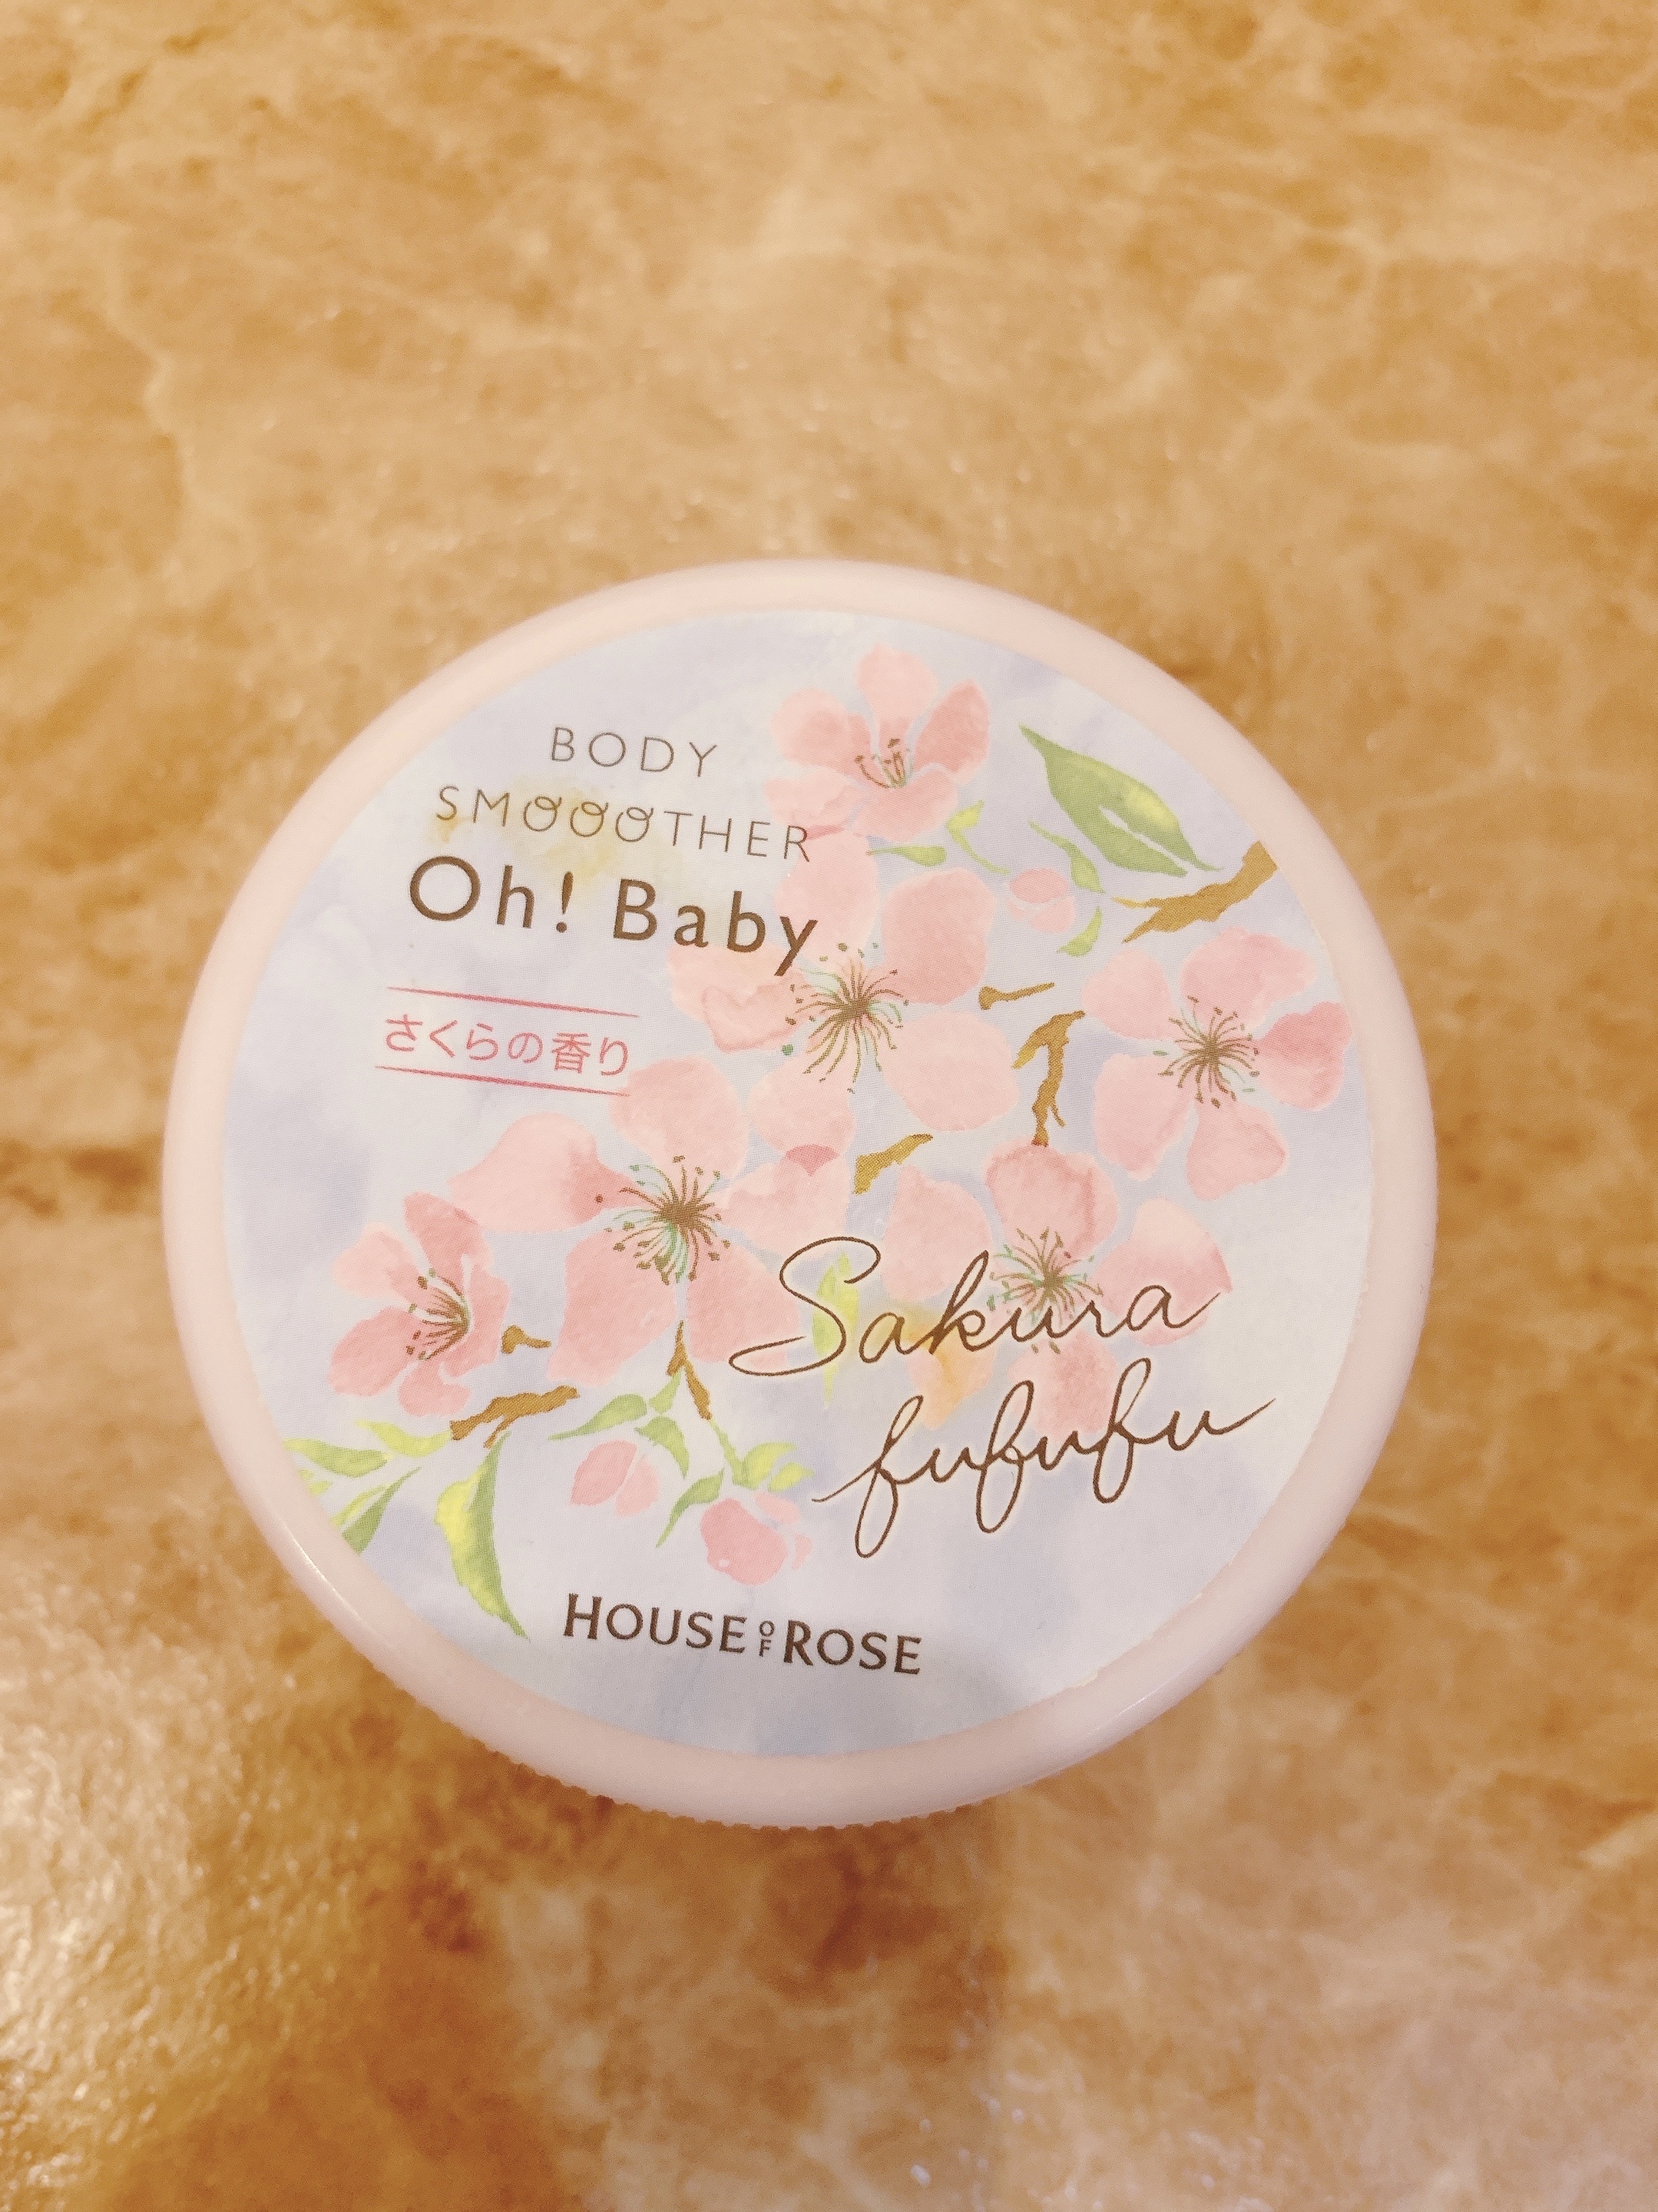 BODY
SMOOOTHER
Oh! Baby
さくらの香り
Sakura
fufufu
HOUSE OF ROSE